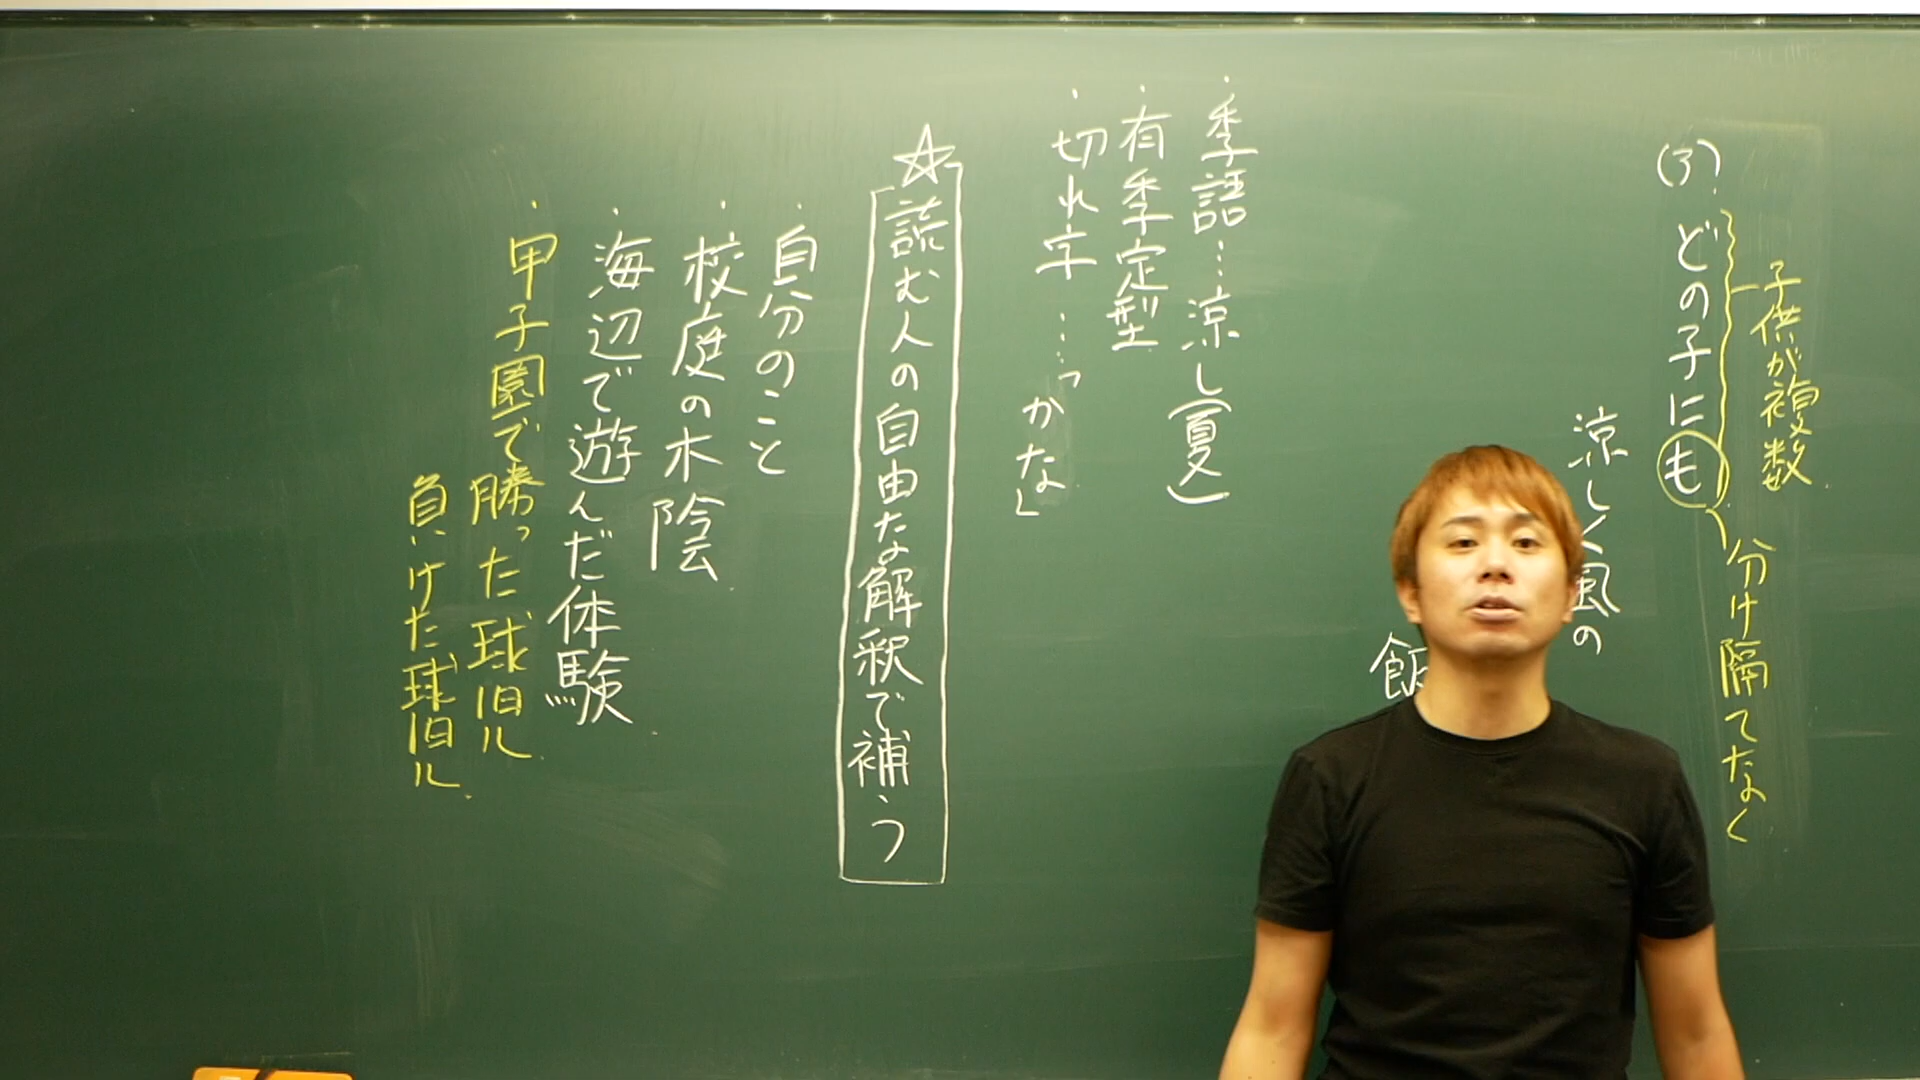 子供が複数
分け隔てなく
(3) どの子にも
涼しく風の
飯
・季語…涼し(夏)
・有季定型
・切れ字……「かな」
☆読む人の自由な解釈で補う
・自分のこと
・校庭の木陰
・海辺で遊んだ体験
・甲子園で勝った球児
負けた球児